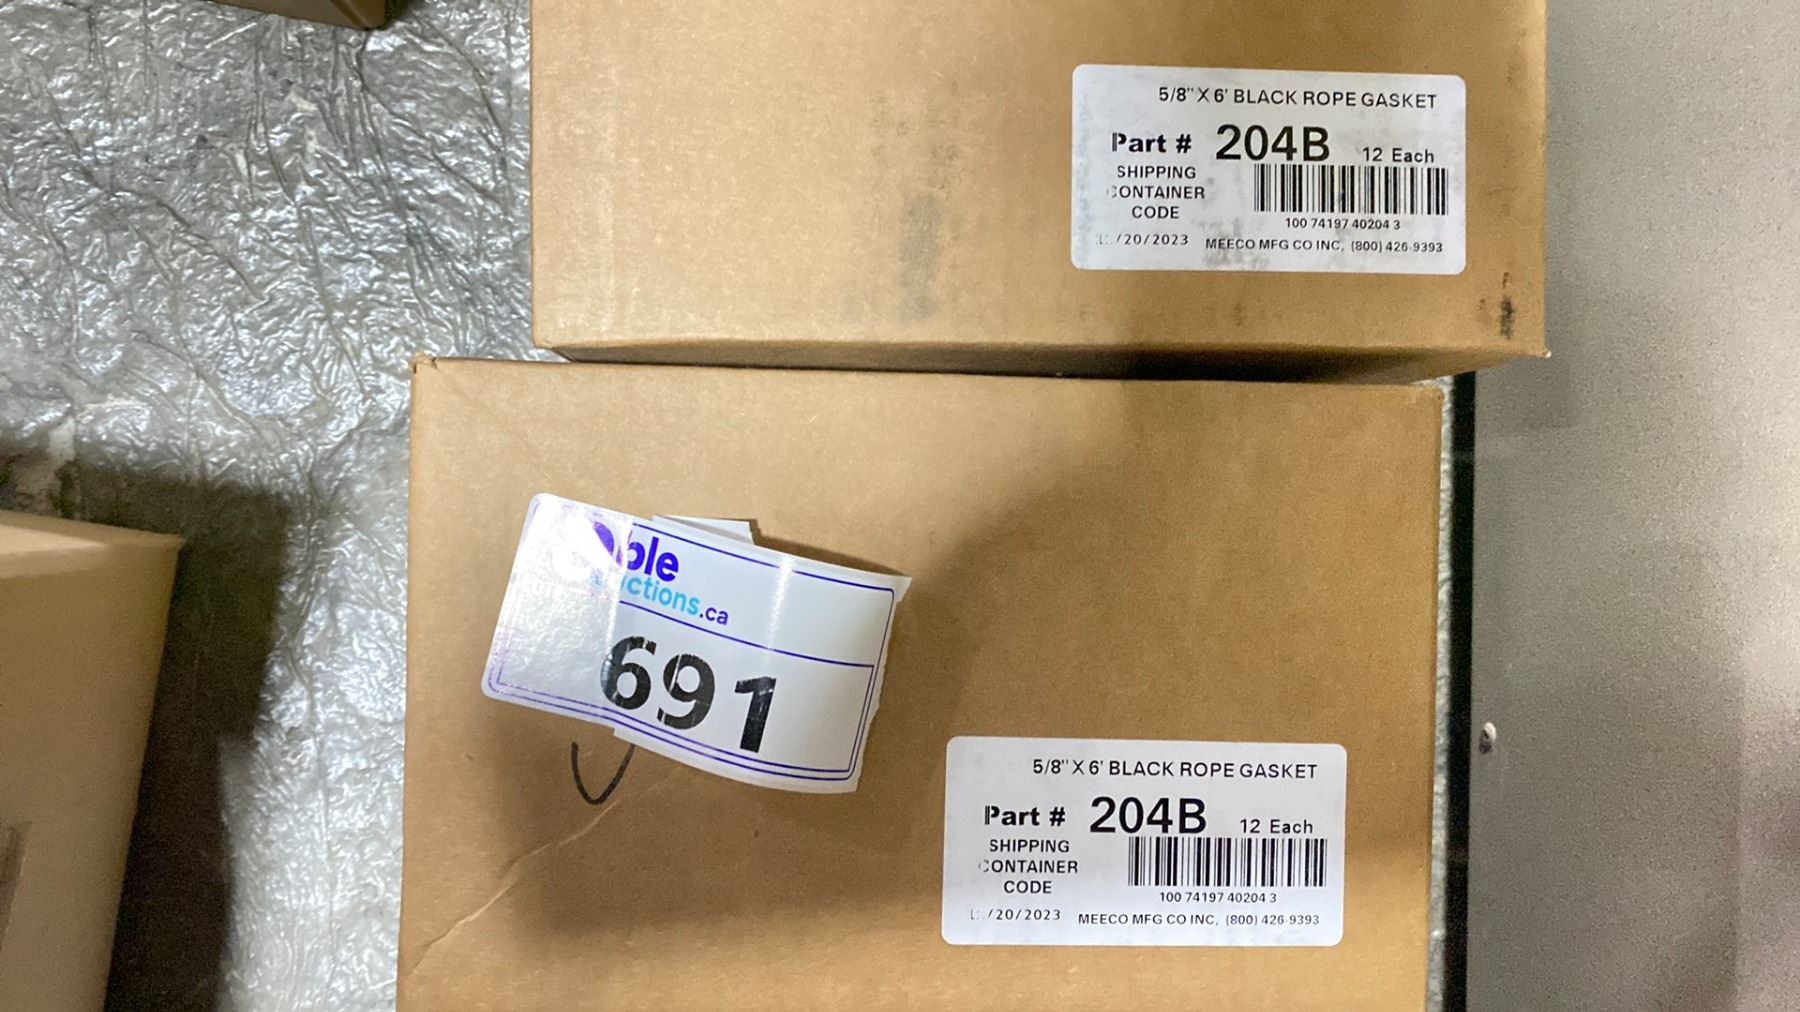 5/8" X 6' BLACK ROPE GASKET
Part # 204B 12 Each
SHIPPING
CONTAINER
CODE
100 74197 40204 3
/20/2023 MEECO MFG CO INC, (800) 426-9393
ble
ctions.ca
691
5/8" X 6' BLACK ROPE GASKET
Part # 204B 12 Each
SHIPPING
CONTAINER
CODE
100 74197 40204 3
/20/2023 MEECO MFG CO INC, (800) 426-9393